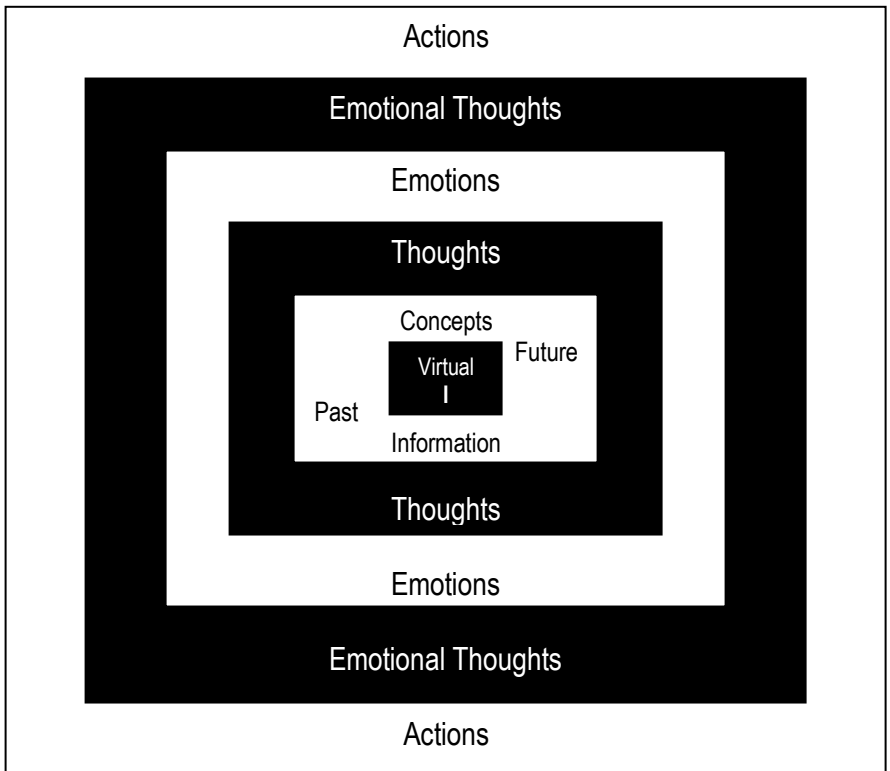 Actions
Emotional Thoughts
Emotions
Thoughts
Concepts
Future
Virtual
I
Past
Information
Thoughts
Emotions
Emotional Thoughts
Actions